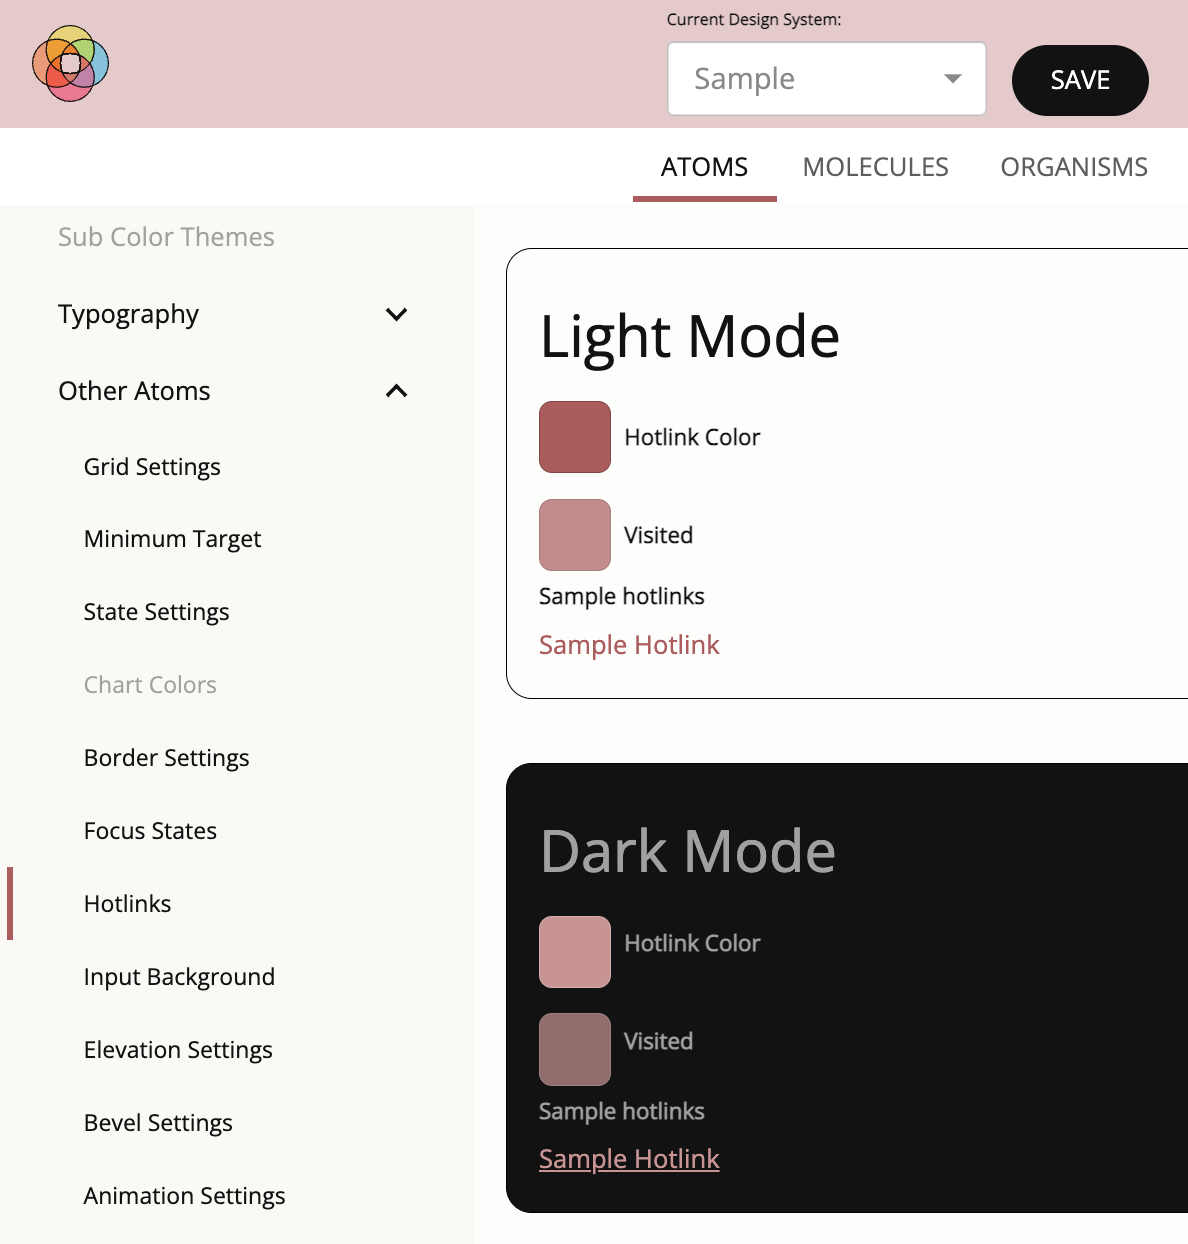 Current Design System:
Sample
SAVE
ATOMS
MOLECULES
ORGANISMS
Sub Color Themes
Typography
Other Atoms
Grid Settings
Minimum Target
State Settings
Chart Colors
Border Settings
Focus States
Hotlinks
Input Background
Elevation Settings
Bevel Settings
Animation Settings
Light Mode
Hotlink Color
Visited
Sample hotlinks
Sample Hotlink
Dark Mode
Hotlink Color
Visited
Sample hotlinks
Sample Hotlink